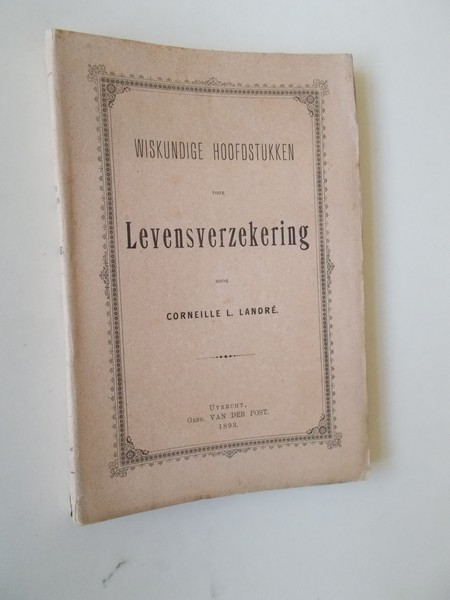 WISKUNDIGE HOOFDSTUKKEN
VOOR
Levensverzekering
DOOR
CORNEILLE L. LANDRÉ.
UTRECHT,
GEBR. VAN DER POST.
1893.